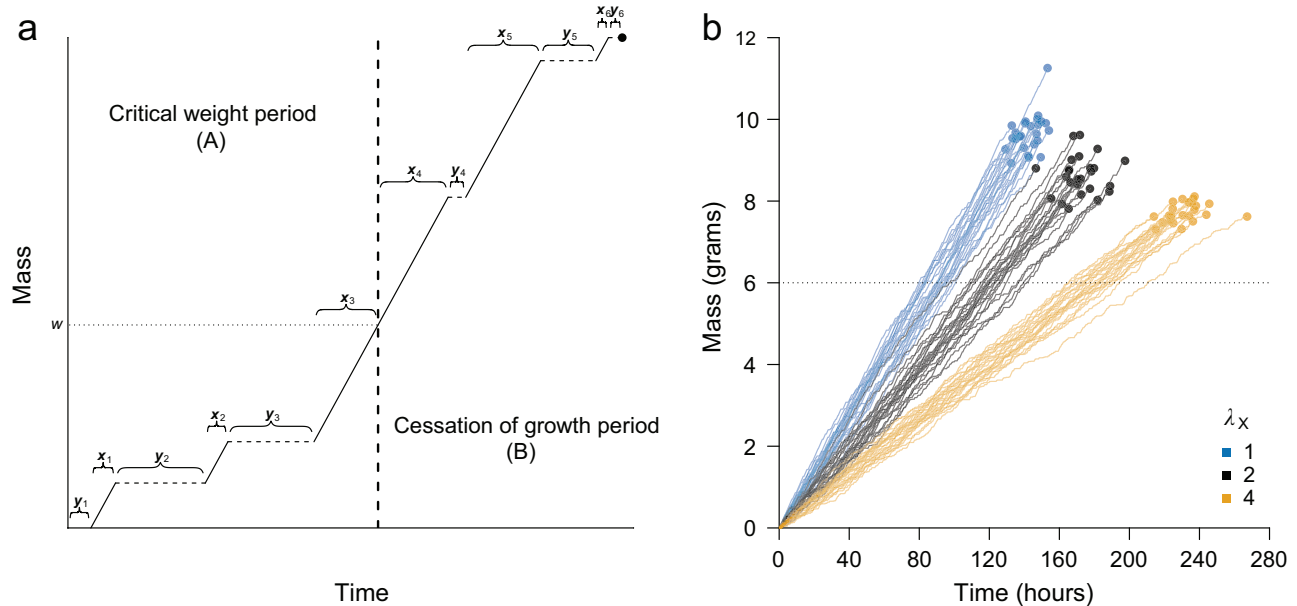 a
Mass
Time
w
Critical weight period
(A)
Cessation of growth period
(B)
y1
x1
y2
x2
y3
x3
x4
y4
x5
y5
x6 y6
b
Mass (grams)
12
10
8
6
4
2
0
0 40 80 120 160 200 240 280
Time (hours)
λX
1
2
4